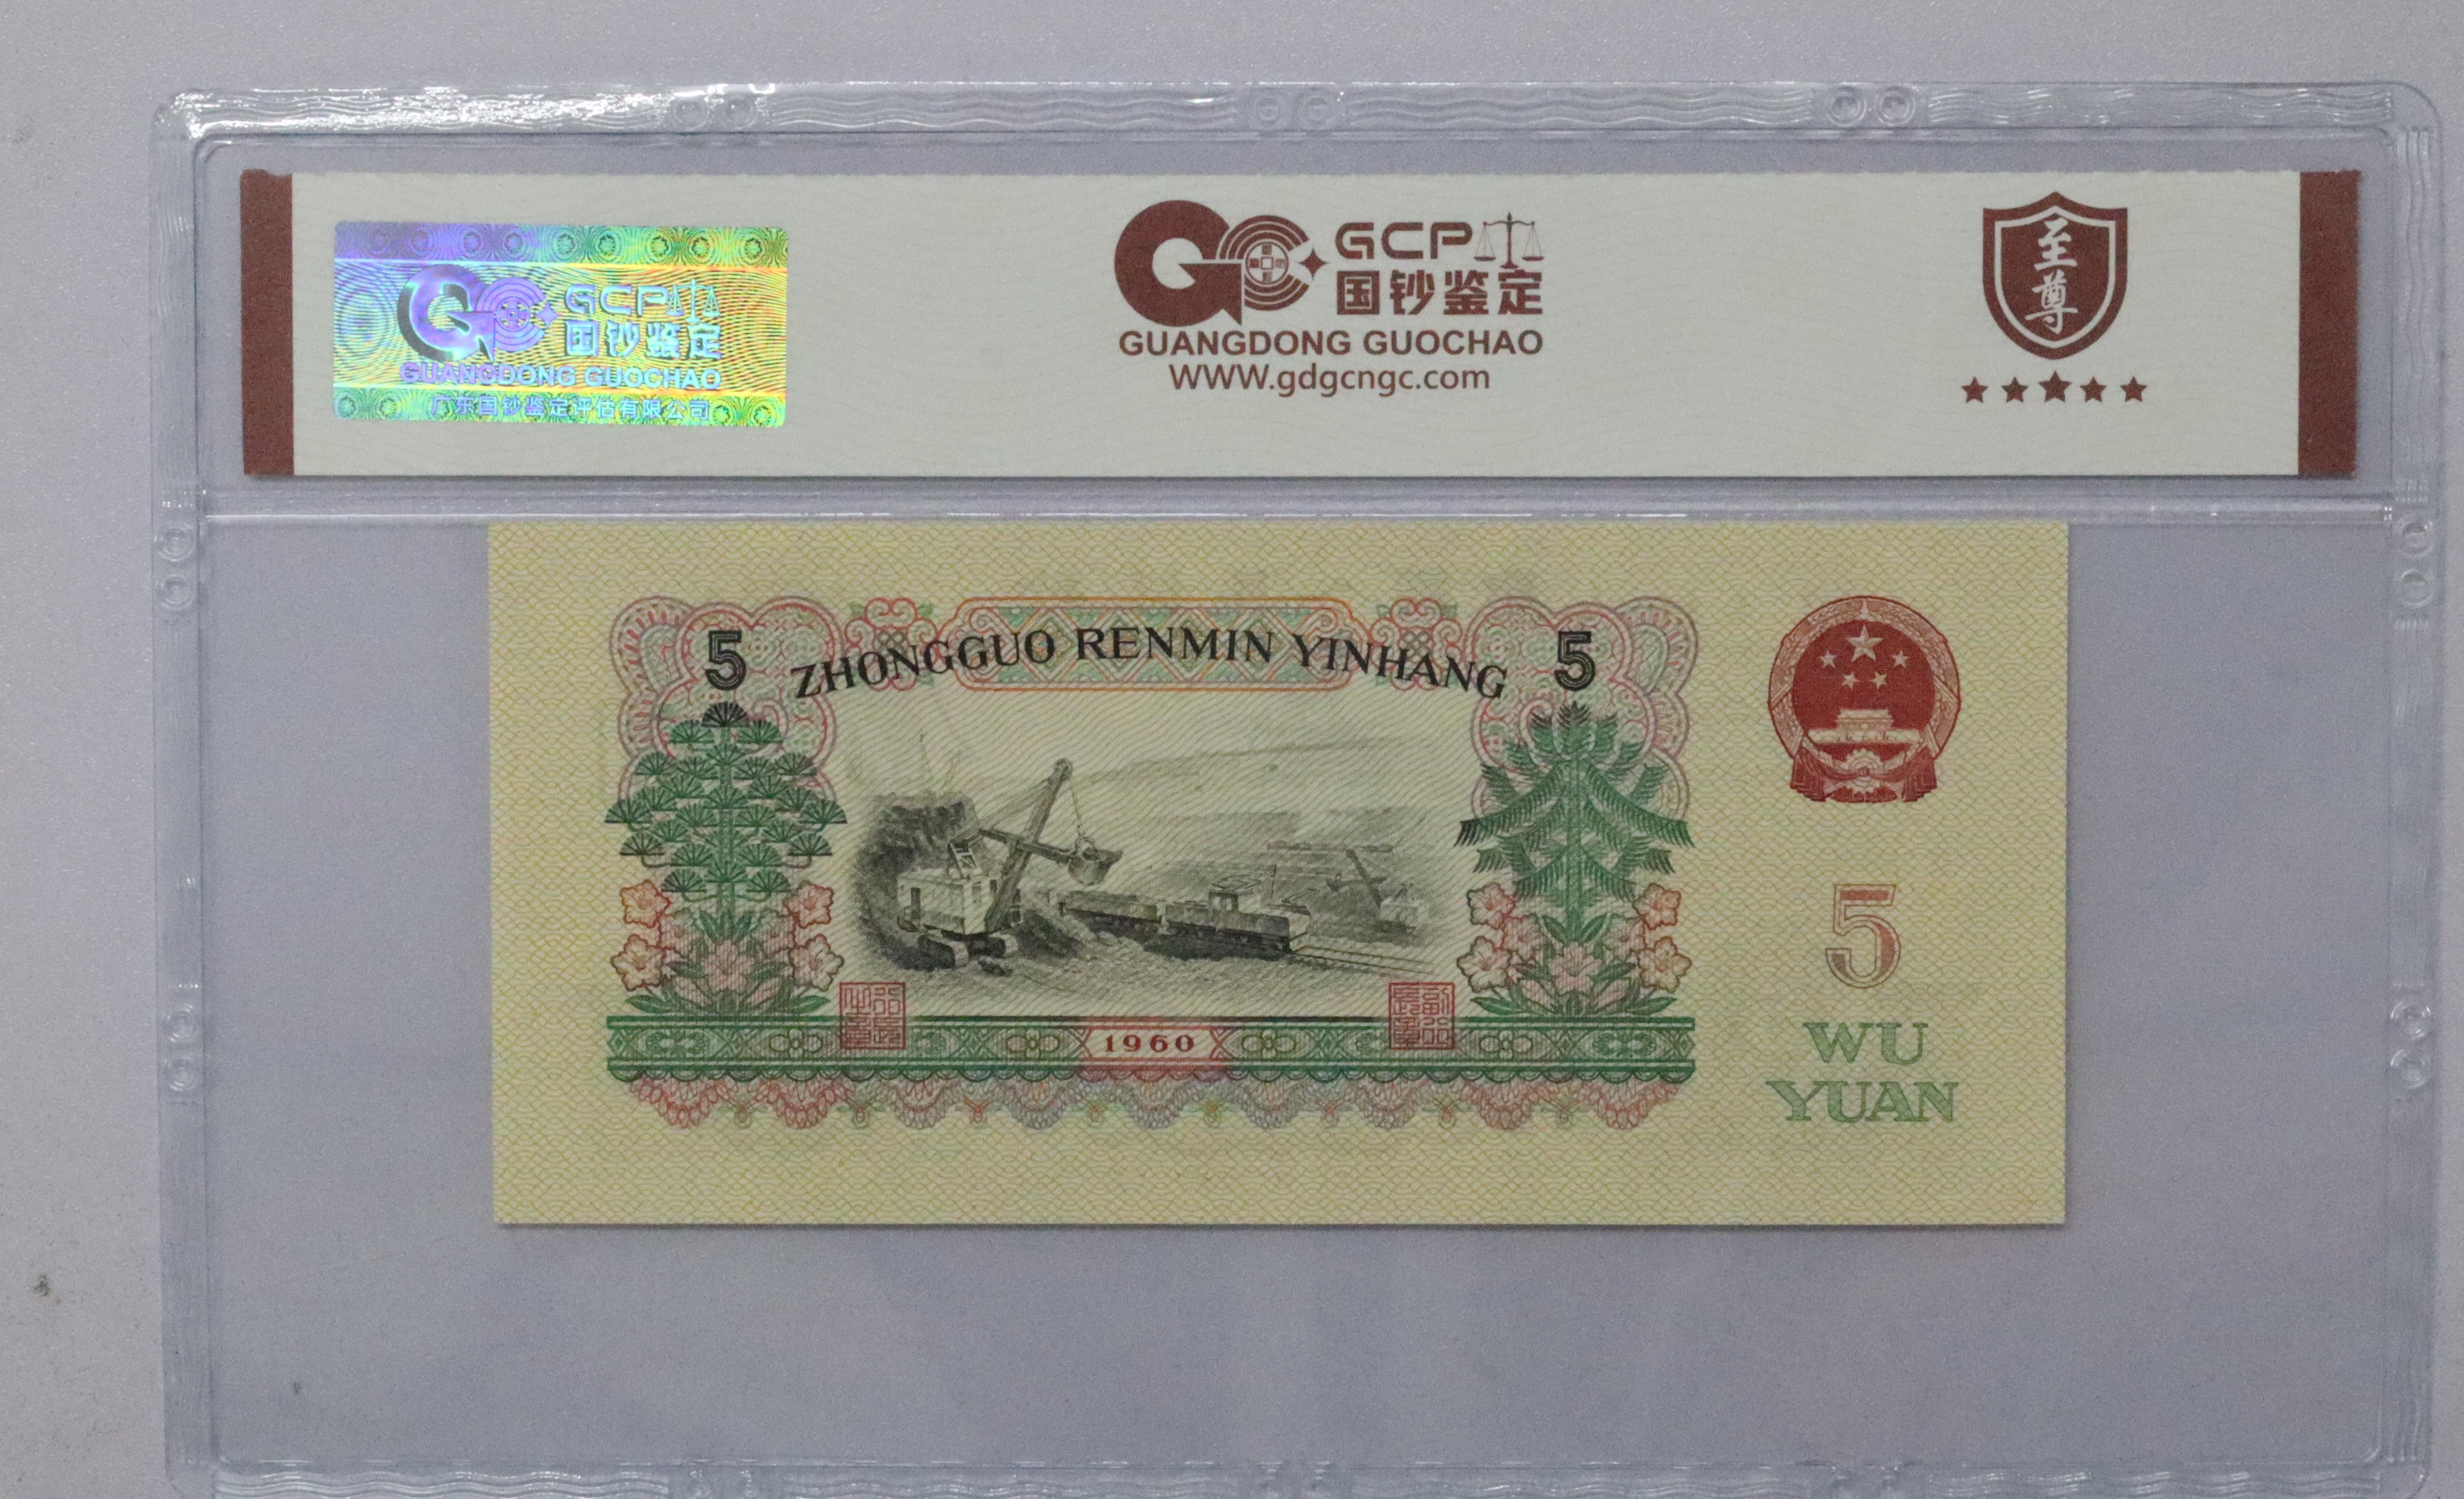 GCP
国钞鉴定
GUANGDONG GUOCHAO
广东国钞鉴定评估有限公司
GCP
国钞鉴定
GUANGDONG GUOCHAO
WWW.gdgcngc.com
至尊
5 ZHONGGUO RENMIN YINHANG 5
1960
5
WU
YUAN